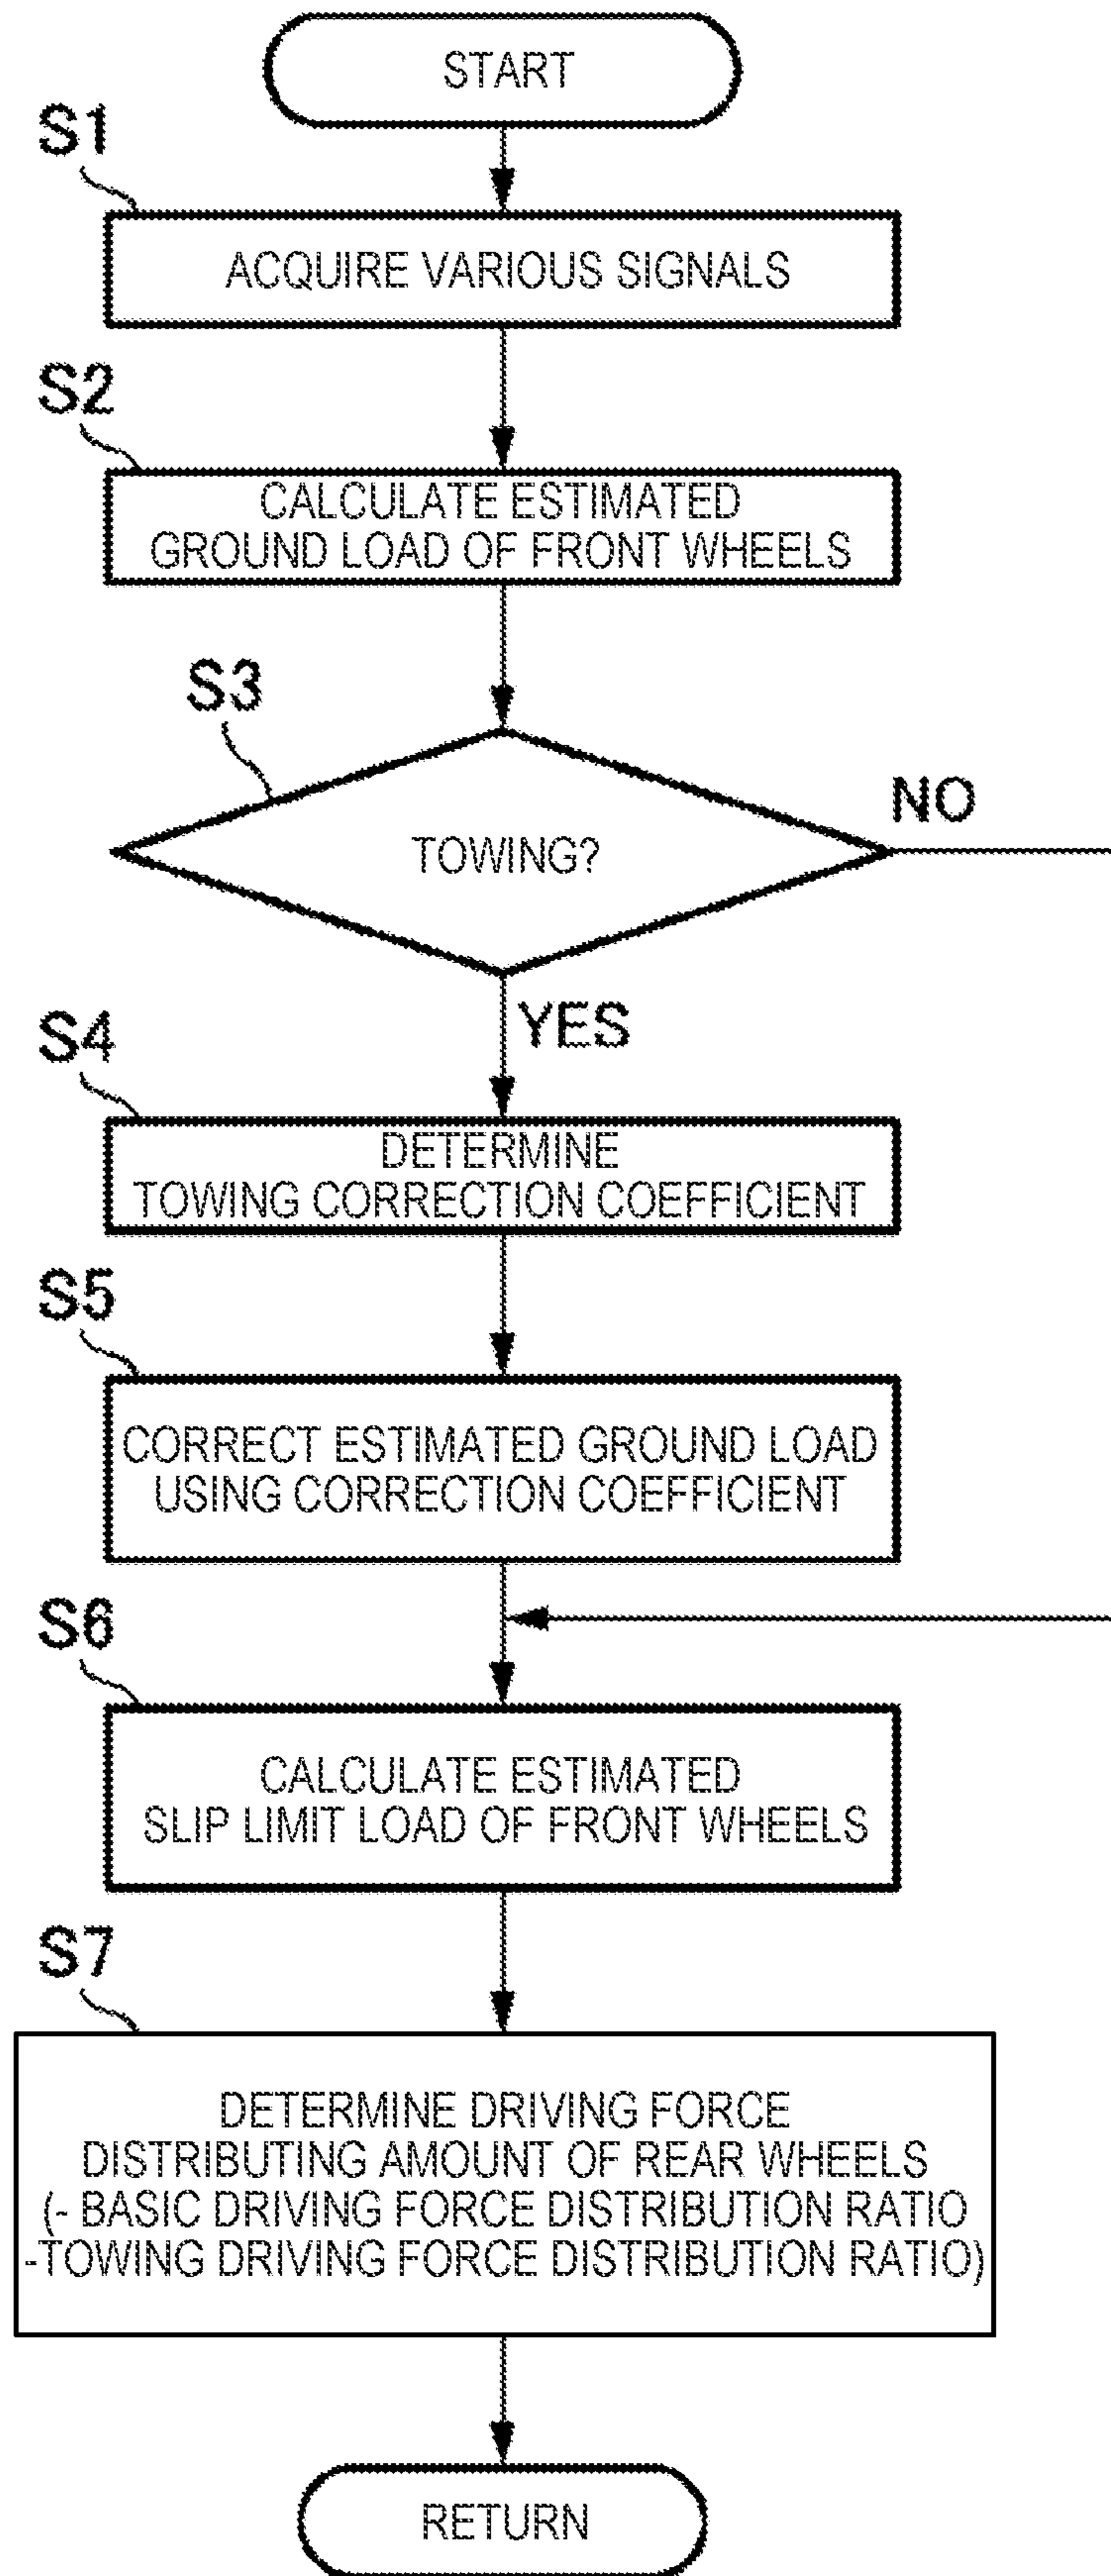 START
S1
ACQUIRE VARIOUS SIGNALS
S2
CALCULATE ESTIMATED
GROUND LOAD OF FRONT WHEELS
S3
TOWING?
NO
YES
S4
DETERMINE
TOWING CORRECTION COEFFICIENT
S5
CORRECT ESTIMATED GROUND LOAD
USING CORRECTION COEFFICIENT
S6
CALCULATE ESTIMATED
SLIP LIMIT LOAD OF FRONT WHEELS
S7
DETERMINE DRIVING FORCE
DISTRIBUTING AMOUNT OF REAR WHEELS
(- BASIC DRIVING FORCE DISTRIBUTION RATIO
-TOWING DRIVING FORCE DISTRIBUTION RATIO)
RETURN